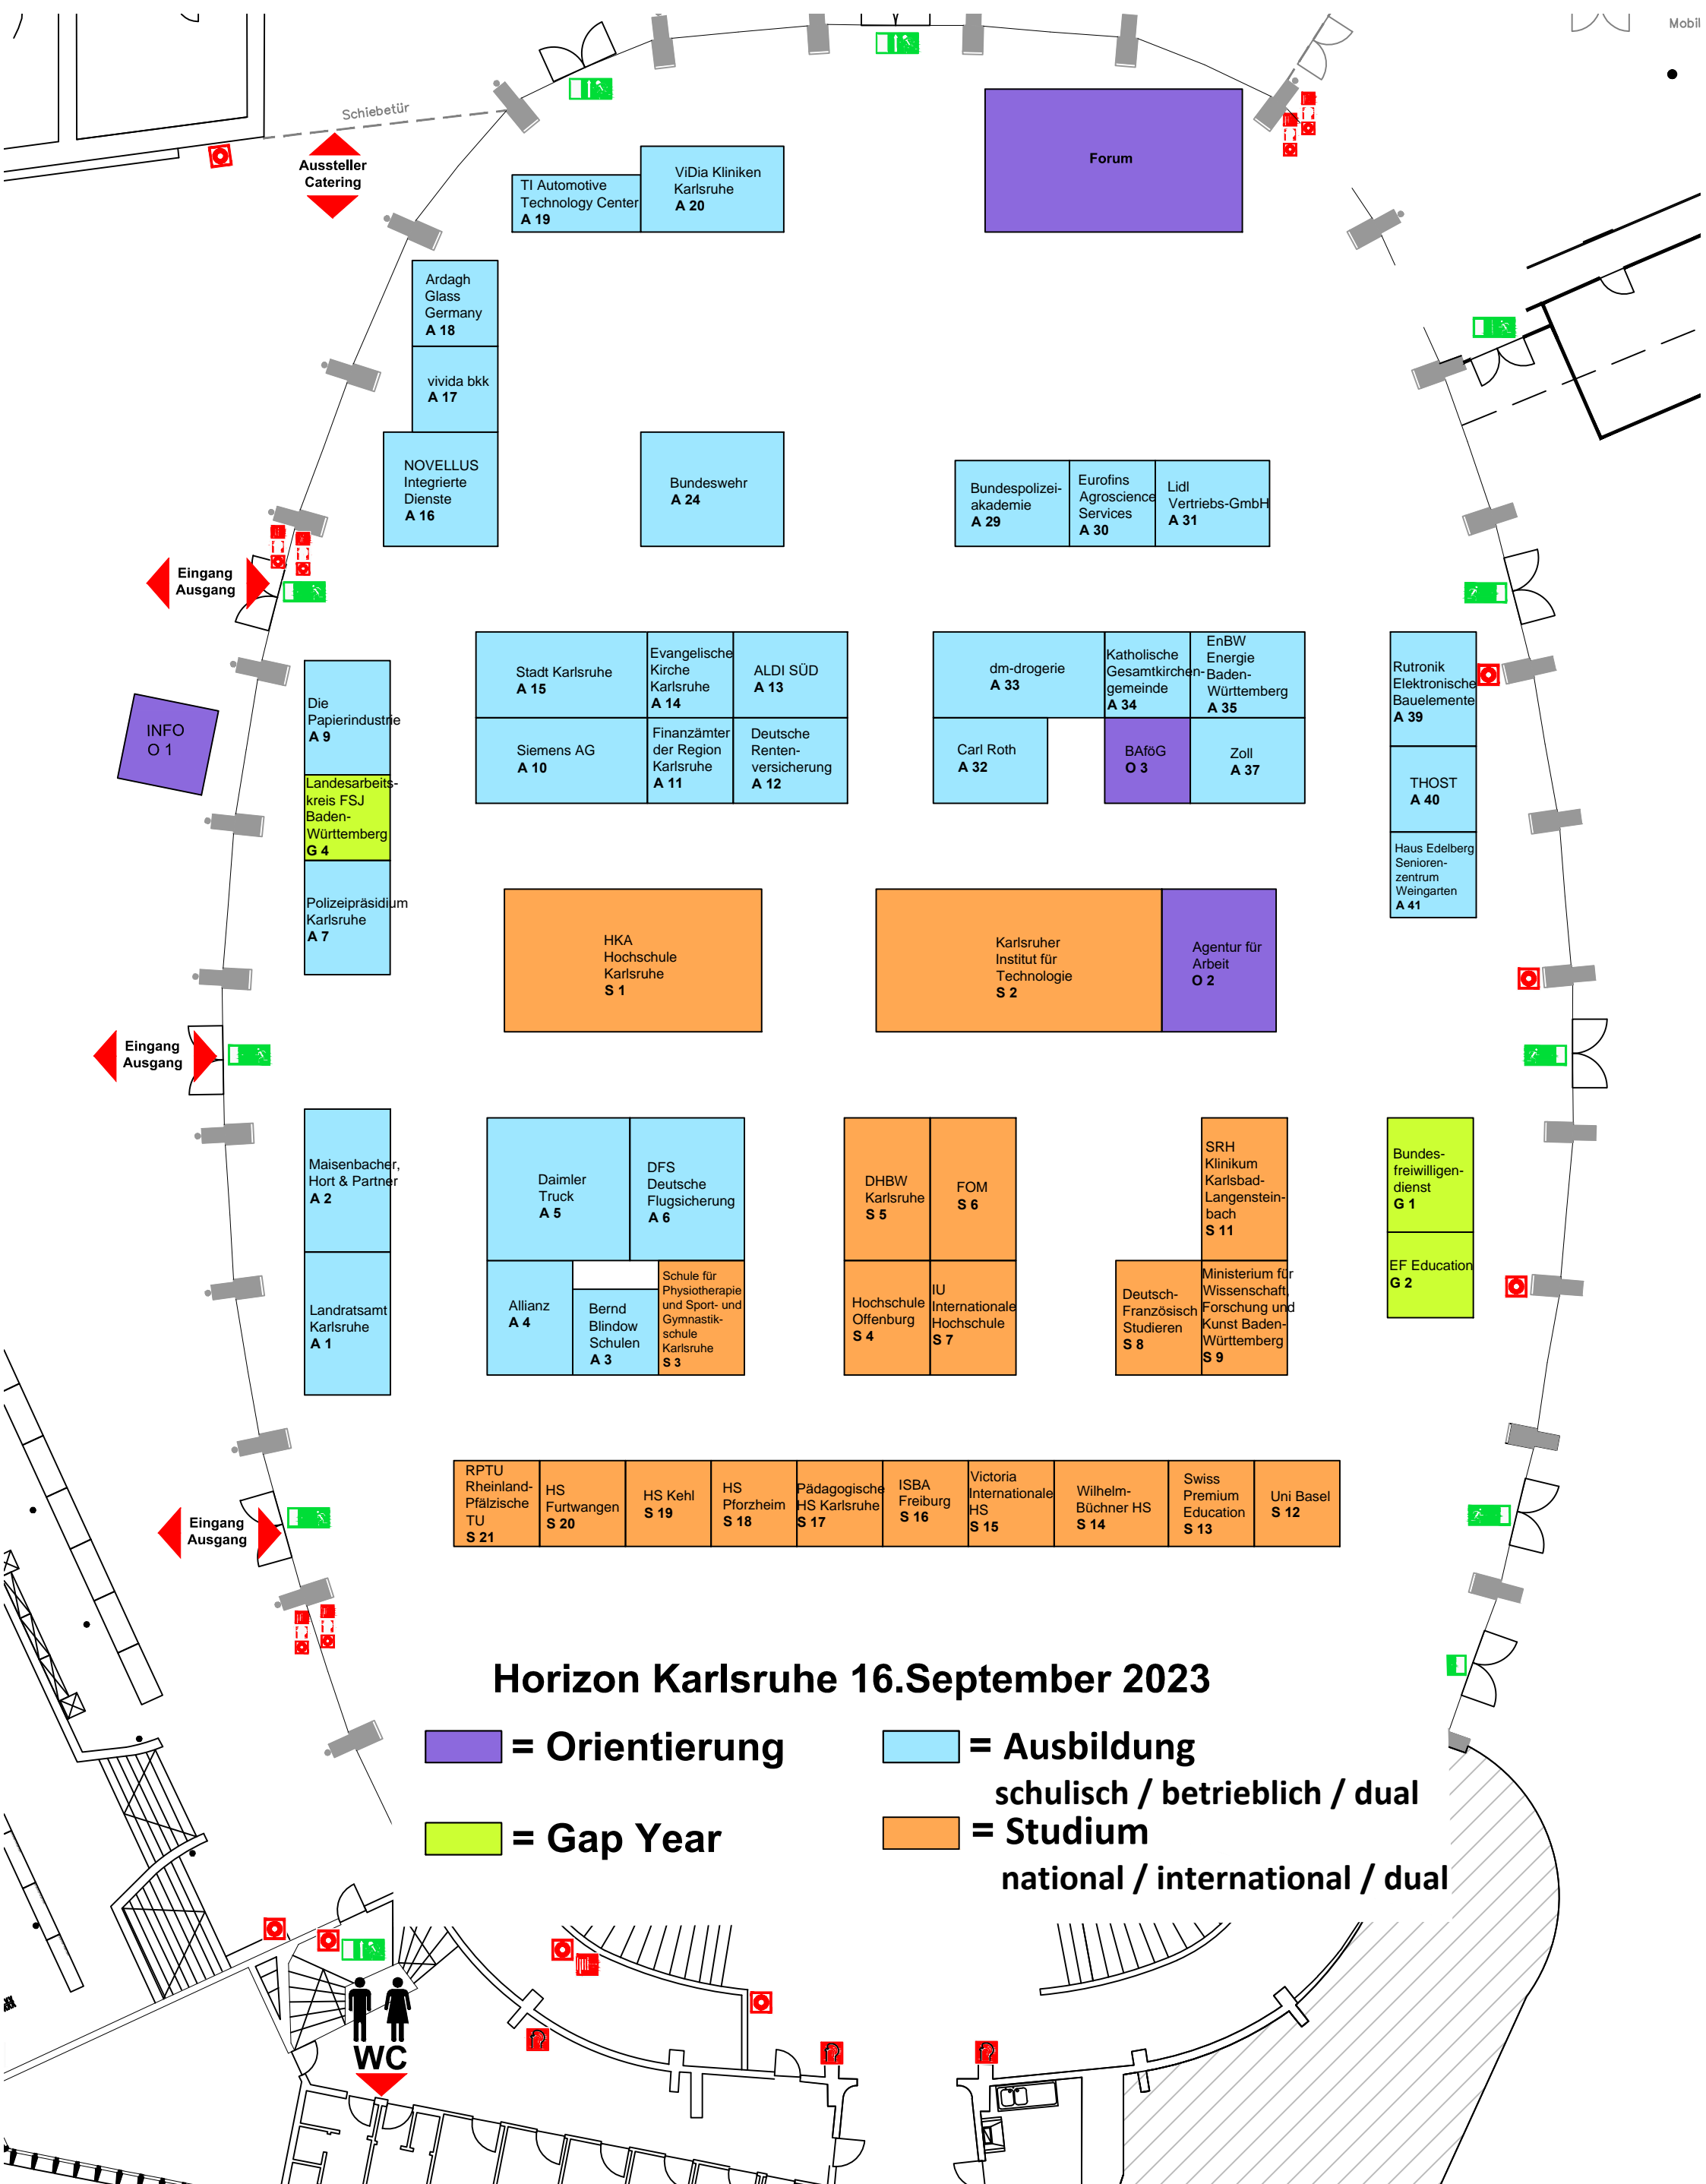 Mobil
Schiebetür
Aussteller
Catering
TI Automotive
Technology Center
A 19
ViDia Kliniken
Karlsruhe
A 20
Forum
Ardagh
Glass
Germany
A 18
vivida bkk
A 17
NOVELLUS
Integrierte
Dienste
A 16
Bundeswehr
A 24
Bundespolizei-
akademie
A 29
Eurofins
Agroscience
Services
A 30
Lidl
Vertriebs-GmbH
A 31
Eingang
Ausgang
INFO
O 1
Die
Papierindustrie
A 9
Landesarbeits-
kreis FSJ
Baden-
Württemberg
G 4
Polizeipräsidium
Karlsruhe
A 7
Stadt Karlsruhe
A 15
Evangelische
Kirche
Karlsruhe
A 14
ALDI SÜD
A 13
Siemens AG
A 10
Finanzämter
der Region
Karlsruhe
A 11
Deutsche
Renten-
versicherung
A 12
dm-drogerie
A 33
Katholische
Gesamtkirchen-
gemeinde
A 34
EnBW
Energie
Baden-
Württemberg
A 35
Carl Roth
A 32
BAföG
O 3
Zoll
A 37
Rutronik
Elektronische
Bauelemente
A 39
THOST
A 40
Haus Edelberg
Senioren-
zentrum
Weingarten
A 41
HKA
Hochschule
Karlsruhe
S 1
Karlsruher
Institut für
Technologie
S 2
Agentur für
Arbeit
O 2
Eingang
Ausgang
Maisenbacher,
Hort & Partner
A 2
Landratsamt
Karlsruhe
A 1
Daimler
Truck
A 5
DFS
Deutsche
Flugsicherung
A 6
Allianz
A 4
Bernd
Blindow
Schulen
A 3
Schule für
Physiotherapie
und Sport- und
Gymnastik-
schule
Karlsruhe
S 3
DHBW
Karlsruhe
S 5
FOM
S 6
Hochschule
Offenburg
S 4
IU
Internationale
Hochschule
S 7
SRH
Klinikum
Karlsbad-
Langenstein-
bach
S 11
Deutsch-
Französisch
Studieren
S 8
Ministerium für
Wissenschaft,
Forschung und
Kunst Baden-
Württemberg
S 9
Bundes-
freiwilligen-
dienst
G 1
EF Education
G 2
Eingang
Ausgang
RPTU
Rheinland-
Pfälzische
TU
S 21
HS
Furtwangen
S 20
HS Kehl
S 19
HS
Pforzheim
S 18
Pädagogische
HS Karlsruhe
S 17
ISBA
Freiburg
S 16
Victoria
Internationale
HS
S 15
Wilhelm-
Büchner HS
S 14
Swiss
Premium
Education
S 13
Uni Basel
S 12
Horizon Karlsruhe 16.September 2023
= Orientierung
= Ausbildung
schulisch / betrieblich / dual
= Gap Year
= Studium
national / international / dual
WC